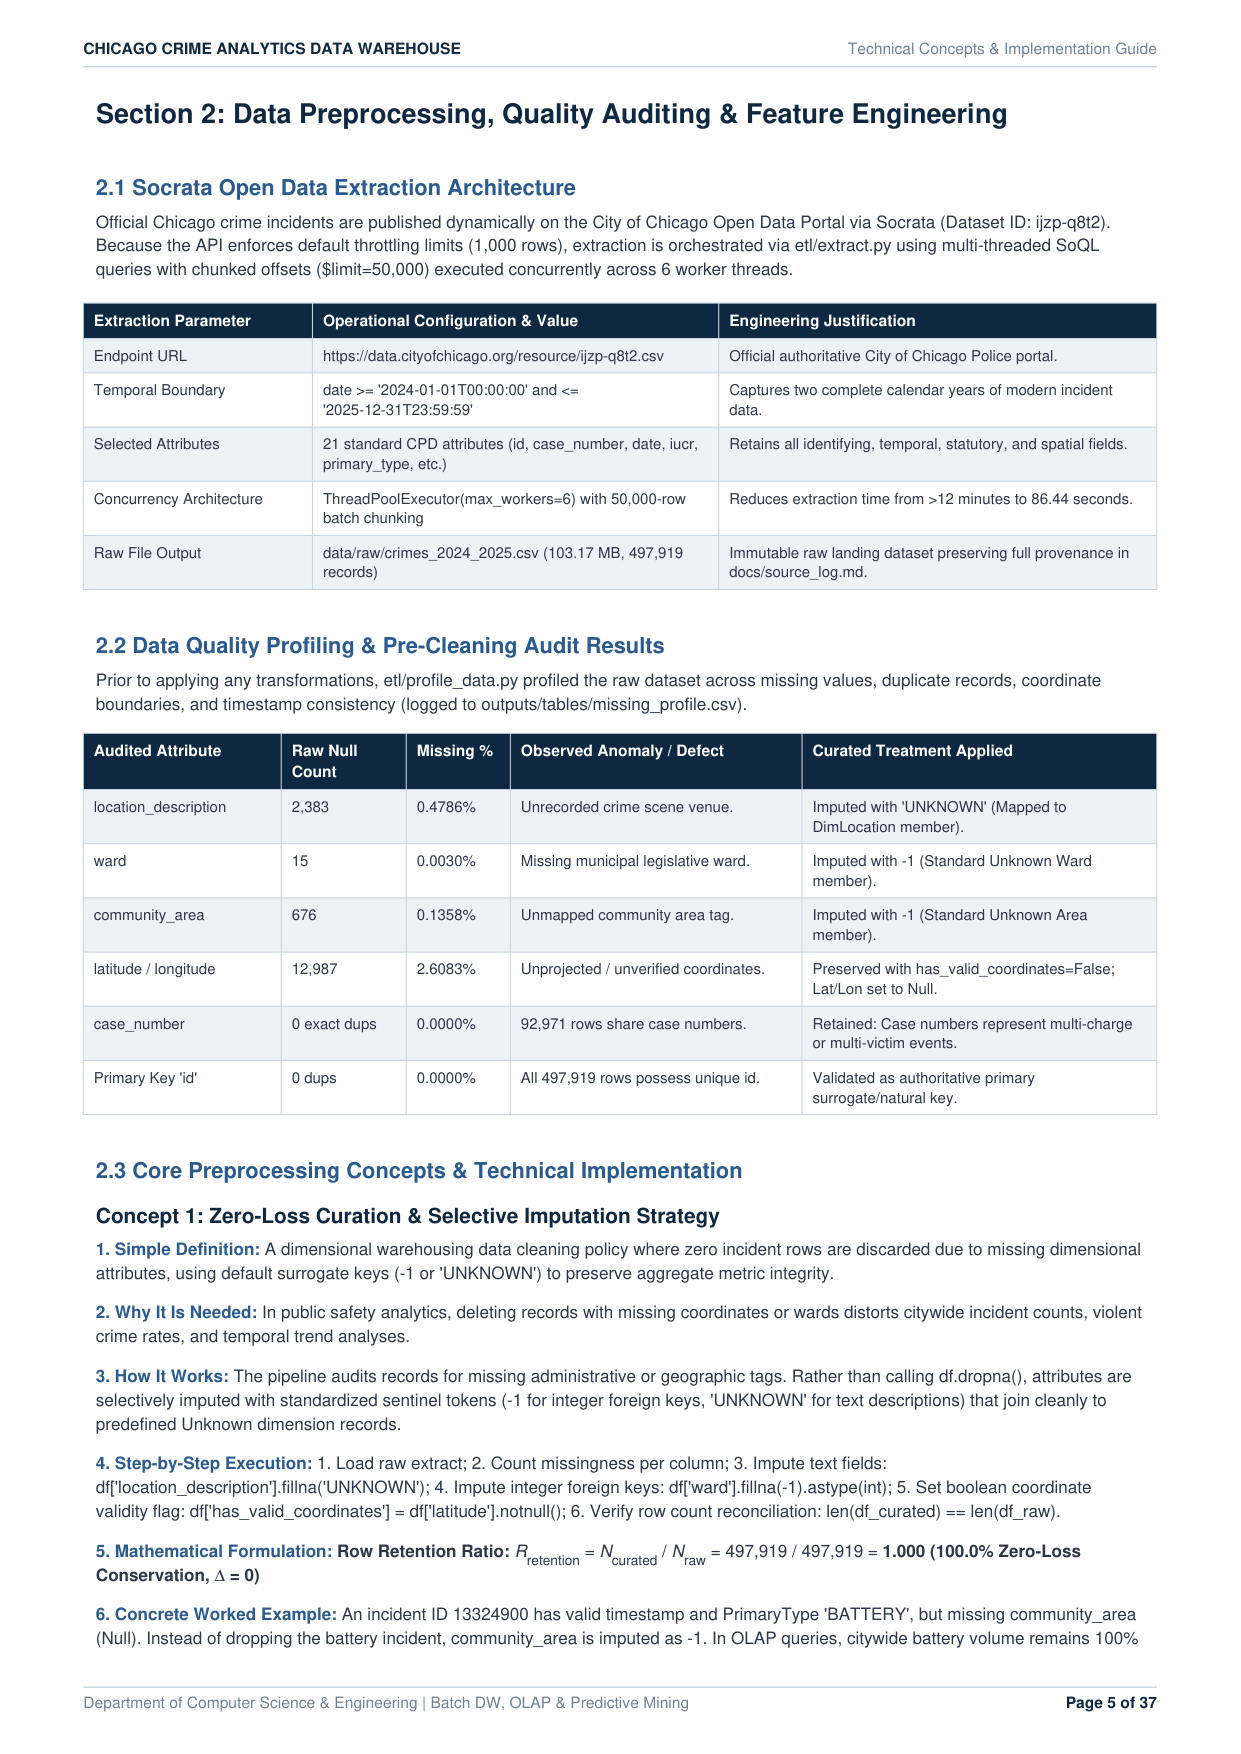 CHICAGO CRIME ANALYTICS DATA WAREHOUSE
Technical Concepts & Implementation Guide
Section 2: Data Preprocessing, Quality Auditing & Feature Engineering
2.1 Socrata Open Data Extraction Architecture
Official Chicago crime incidents are published dynamically on the City of Chicago Open Data Portal via Socrata (Dataset ID: ijzp-q8t2).
Because the API enforces default throttling limits (1,000 rows), extraction is orchestrated via etl/extract.py using multi-threaded SoQL
queries with chunked offsets ($limit=50,000) executed concurrently across 6 worker threads.
Extraction Parameter
Operational Configuration & Value
Engineering Justification
Endpoint URL
https://data.cityofchicago.org/resource/ijzp-q8t2.csv
Official authoritative City of Chicago Police portal.
Temporal Boundary
date >= '2024-01-01T00:00:00' and <=
'2025-12-31T23:59:59'
Captures two complete calendar years of modern incident
data.
Selected Attributes
21 standard CPD attributes (id, case_number, date, iucr,
primary_type, etc.)
Retains all identifying, temporal, statutory, and spatial fields.
Concurrency Architecture
ThreadPoolExecutor(max_workers=6) with 50,000-row
batch chunking
Reduces extraction time from >12 minutes to 86.44 seconds.
Raw File Output
data/raw/crimes_2024_2025.csv (103.17 MB, 497,919
records)
Immutable raw landing dataset preserving full provenance in
docs/source_log.md.
2.2 Data Quality Profiling & Pre-Cleaning Audit Results
Prior to applying any transformations, etl/profile_data.py profiled the raw dataset across missing values, duplicate records, coordinate
boundaries, and timestamp consistency (logged to outputs/tables/missing_profile.csv).
Audited Attribute
Raw Null
Count
Missing %
Observed Anomaly / Defect
Curated Treatment Applied
location_description
2,383
0.4786%
Unrecorded crime scene venue.
Imputed with 'UNKNOWN' (Mapped to
DimLocation member).
ward
15
0.0030%
Missing municipal legislative ward.
Imputed with -1 (Standard Unknown Ward
member).
community_area
676
0.1358%
Unmapped community area tag.
Imputed with -1 (Standard Unknown Area
member).
latitude / longitude
12,987
2.6083%
Unprojected / unverified coordinates.
Preserved with has_valid_coordinates=False;
Lat/Lon set to Null.
case_number
0 exact dups
0.0000%
92,971 rows share case numbers.
Retained: Case numbers represent multi-charge
or multi-victim events.
Primary Key 'id'
0 dups
0.0000%
All 497,919 rows possess unique id.
Validated as authoritative primary
surrogate/natural key.
2.3 Core Preprocessing Concepts & Technical Implementation
Concept 1: Zero-Loss Curation & Selective Imputation Strategy
1. Simple Definition: A dimensional warehousing data cleaning policy where zero incident rows are discarded due to missing dimensional
attributes, using default surrogate keys (-1 or 'UNKNOWN') to preserve aggregate metric integrity.
2. Why It Is Needed: In public safety analytics, deleting records with missing coordinates or wards distorts citywide incident counts, violent
crime rates, and temporal trend analyses.
3. How It Works: The pipeline audits records for missing administrative or geographic tags. Rather than calling df.dropna(), attributes are
selectively imputed with standardized sentinel tokens (-1 for integer foreign keys, 'UNKNOWN' for text descriptions) that join cleanly to
predefined Unknown dimension records.
4. Step-by-Step Execution: 1. Load raw extract; 2. Count missingness per column; 3. Impute text fields:
df['location_description'].fillna('UNKNOWN'); 4. Impute integer foreign keys: df['ward'].fillna(-1).astype(int); 5. Set boolean coordinate
validity flag: df['has_valid_coordinates'] = df['latitude'].notnull(); 6. Verify row count reconciliation: len(df_curated) == len(df_raw).
5. Mathematical Formulation: Row Retention Ratio: R_retention = N_curated / N_raw = 497,919 / 497,919 = 1.000 (100.0% Zero-Loss
Conservation, Δ = 0)
6. Concrete Worked Example: An incident ID 13324900 has valid timestamp and PrimaryType 'BATTERY', but missing community_area
(Null). Instead of dropping the battery incident, community_area is imputed as -1. In OLAP queries, citywide battery volume remains 100%
Department of Computer Science & Engineering | Batch DW, OLAP & Predictive Mining
Page 5 of 37